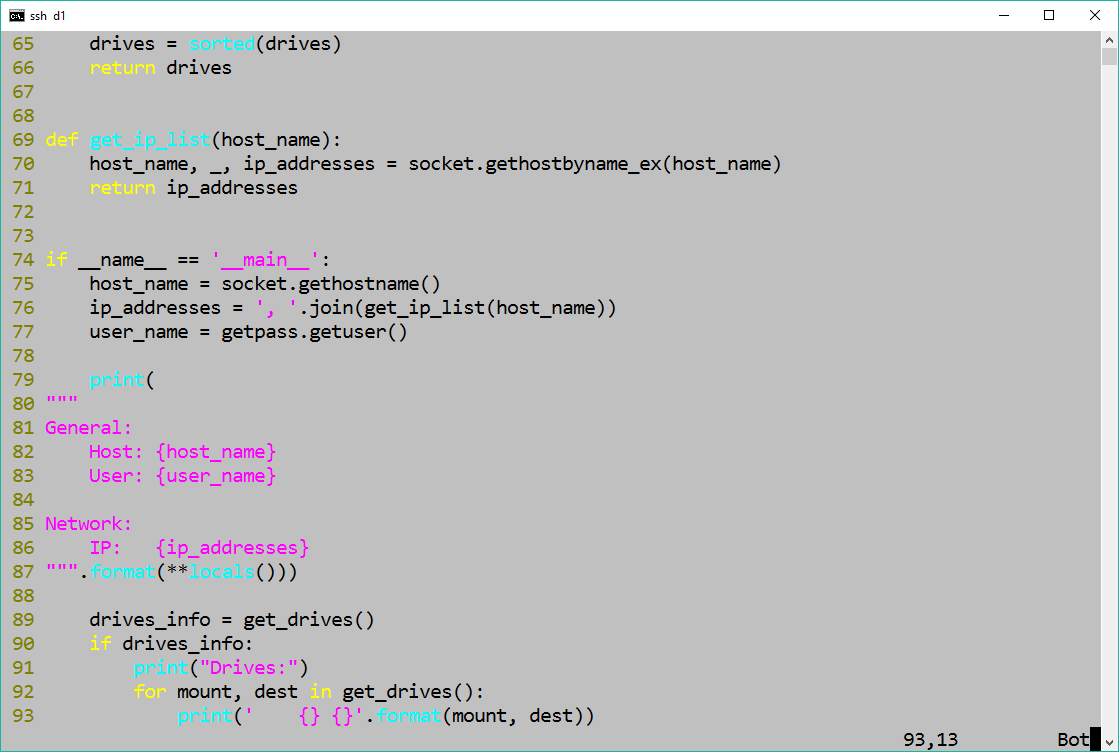 ssh d1
65     drives = sorted(drives)
66     return drives
67
68
69 def get_ip_list(host_name):
70     host_name, _, ip_addresses = socket.gethostbyname_ex(host_name)
71     return ip_addresses
72
73
74 if __name__ == '__main__':
75     host_name = socket.gethostname()
76     ip_addresses = ', '.join(get_ip_list(host_name))
77     user_name = getpass.getuser()
78
79     print(
80 """
81 General:
82     Host: {host_name}
83     User: {user_name}
84
85 Network:
86     IP:   {ip_addresses}
87 """.format(**locals()))
88
89     drives_info = get_drives()
90     if drives_info:
91         print("Drives:")
92         for mount, dest in get_drives():
93             print('    {} {}'.format(mount, dest))
93,13         Bot